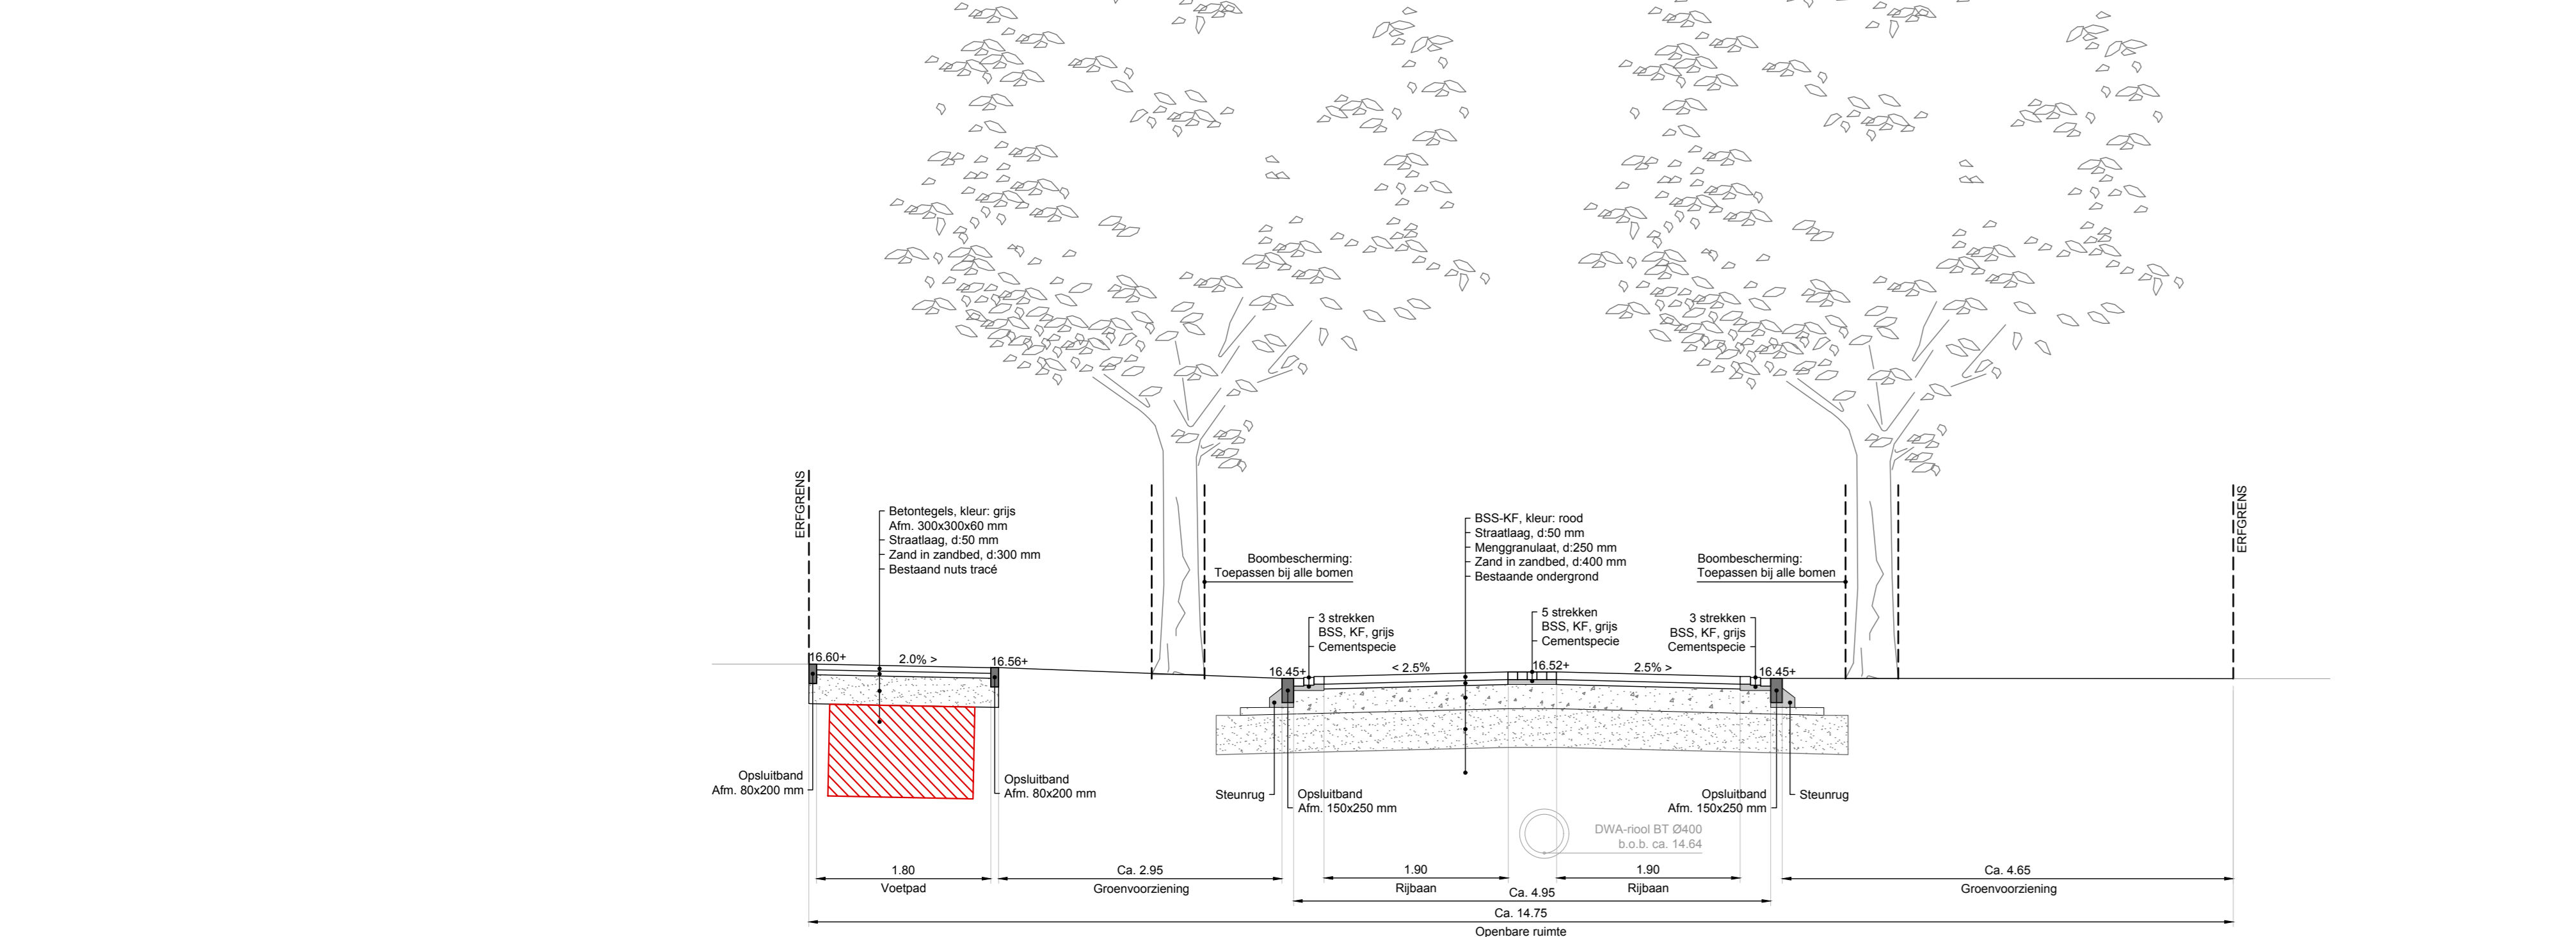 ERFGRENS
Betontegels, kleur: grijs
Afm. 300x300x60 mm
Straatlaag, d:50 mm
Zand in zandbed, d:300 mm
Bestaand nuts tracé
Boombescherming:
Toepassen bij alle bomen
BSS-KF, kleur: rood
Straatlaag, d:50 mm
Menggranulaat, d:250 mm
Zand in zandbed, d:400 mm
Bestaande ondergrond
Boombescherming:
Toepassen bij alle bomen
ERFGRENS
3 strekken
BSS, KF, grijs
Cementspecie
5 strekken
BSS, KF, grijs
Cementspecie
3 strekken
BSS, KF, grijs
Cementspecie
16.60+
2.0% >
16.56+
16.45+
< 2.5%
16.52+
2.5% >
16.45+
Opsluitband
Afm. 80x200 mm
Opsluitband
Afm. 80x200 mm
Steunrug
Opsluitband
Afm. 150x250 mm
Opsluitband
Afm. 150x250 mm
Steunrug
DWA-riool BT Ø400
b.o.b. ca. 14.64
1.80
Voetpad
Ca. 2.95
Groenvoorziening
1.90
Rijbaan
1.90
Rijbaan
Ca. 4.65
Groenvoorziening
Ca. 4.95
Ca. 14.75
Openbare ruimte